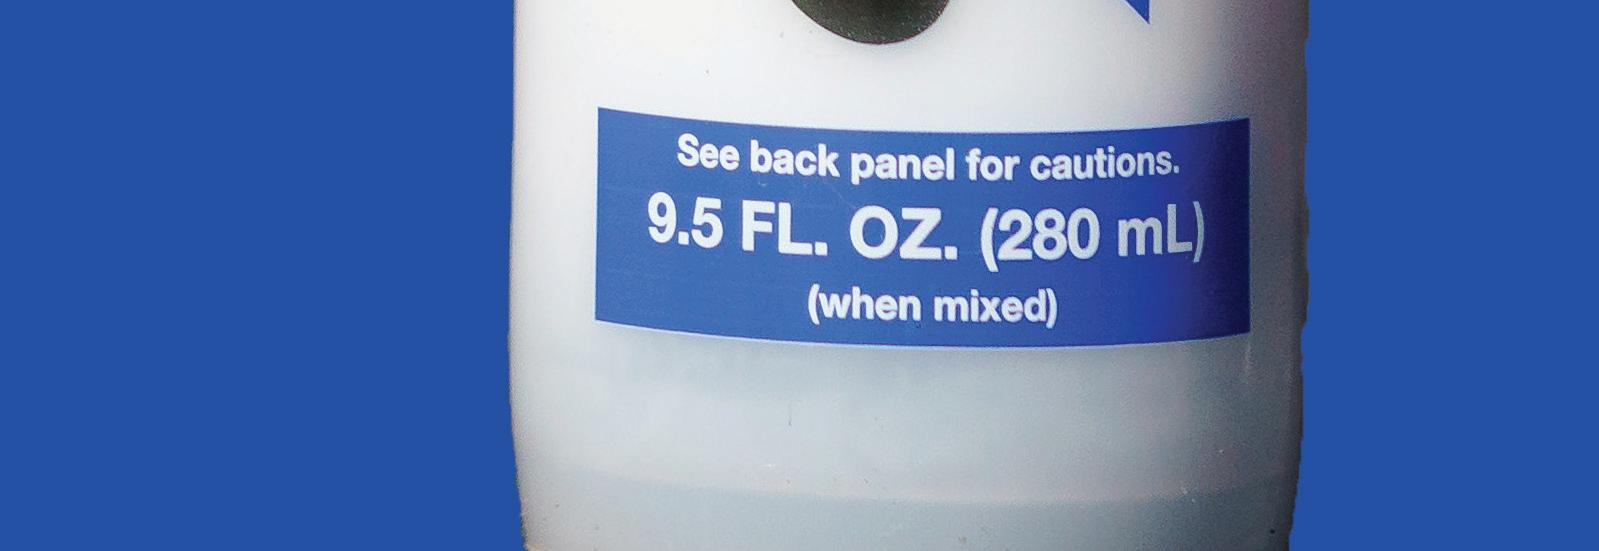 See back panel for cautions.
9.5 FL. OZ. (280 mL)
(when mixed)